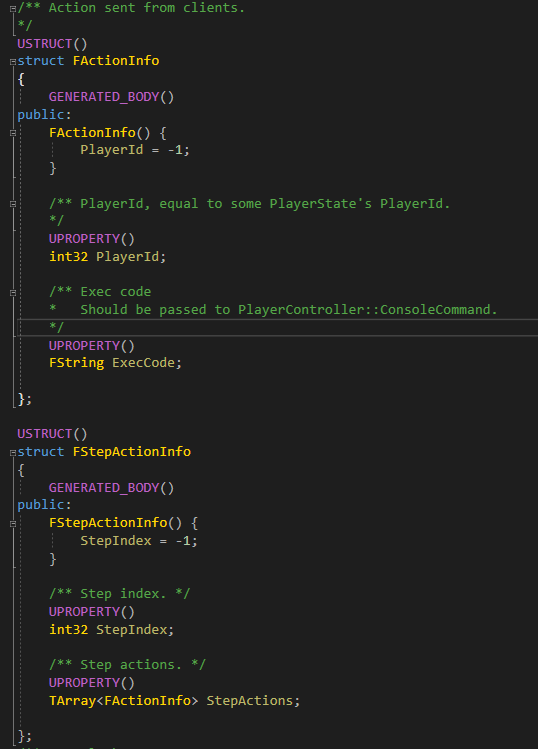 /** Action sent from clients.
*/
USTRUCT()
struct FActionInfo
{
GENERATED_BODY()
public:
FActionInfo() {
PlayerId = -1;
}
/** PlayerId, equal to some PlayerState's PlayerId.
*/
UPROPERTY()
int32 PlayerId;
/** Exec code
* Should be passed to PlayerController::ConsoleCommand.
*/
UPROPERTY()
FString ExecCode;
};
USTRUCT()
struct FStepActionInfo
{
GENERATED_BODY()
public:
FStepActionInfo() {
StepIndex = -1;
}
/** Step index. */
UPROPERTY()
int32 StepIndex;
/** Step actions. */
UPROPERTY()
TArray<FActionInfo> StepActions;
};